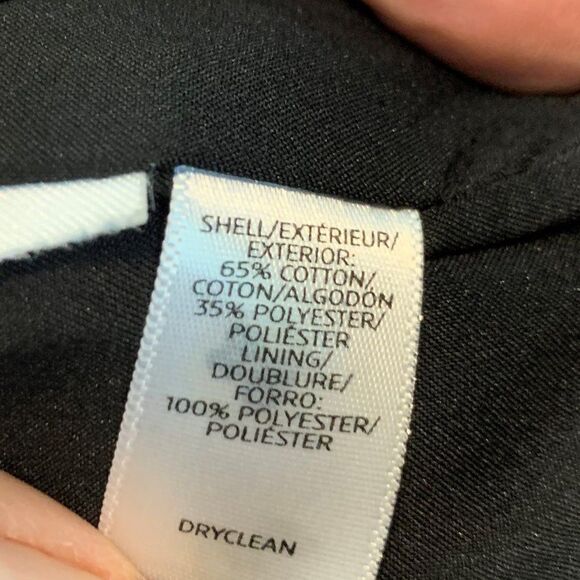 SHELL/EXTÉRIEUR/
EXTERIOR:
65% COTTON/
COTON/ALGODÓN
35% POLYESTER/
POLIÉSTER
LINING/
DOUBLURE/
FORRO:
100% POLYESTER/
POLIÉSTER
DRYCLEAN